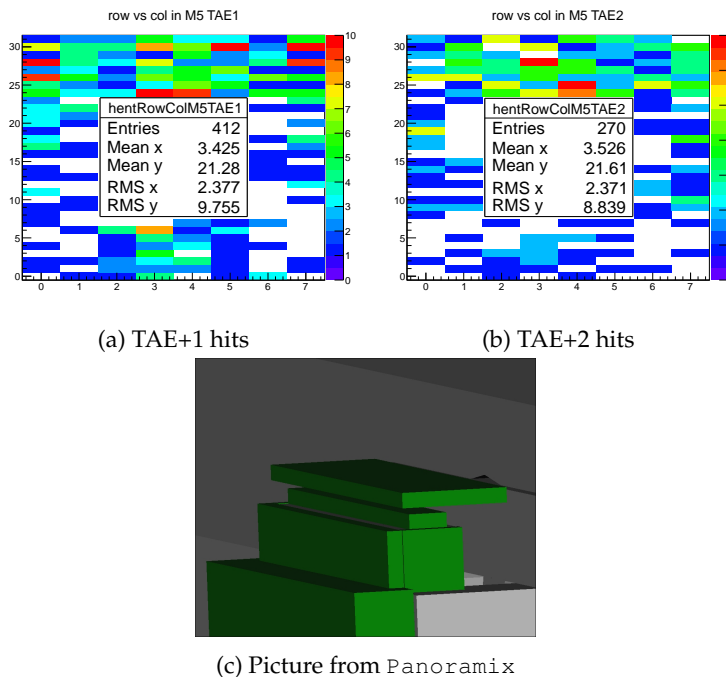 row vs col in M5 TAE1
30
25
20
15
10
5
0
0 1 2 3 4 5 6 7
10
9
8
7
6
5
4
3
2
1
0
hentRowColM5TAE1
Entries 412
Mean x 3.425
Mean y 21.28
RMS x 2.377
RMS y 9.755
(a) TAE+1 hits
row vs col in M5 TAE2
30
25
20
15
10
5
0
0 1 2 3 4 5 6 7
hentRowColM5TAE2
Entries 270
Mean x 3.526
Mean y 21.61
RMS x 2.371
RMS y 8.839
(b) TAE+2 hits
(c) Picture from Panoramix